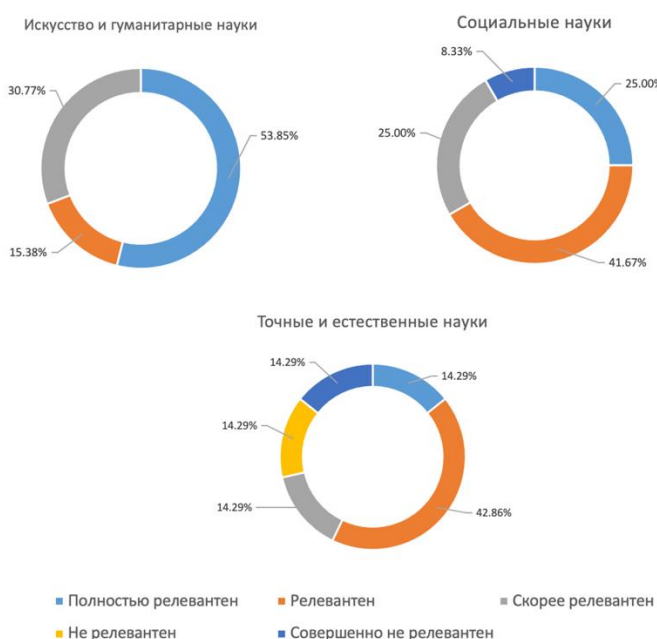 Искусство и гуманитарные науки
30.77%
53.85%
15.38%
Социальные науки
8.33%
25.00%
25.00%
41.67%
Точные и естественные науки
14.29%
14.29%
14.29%
14.29%
42.86%
Полностью релевантен
Релевантен
Скорее релевантен
Не релевантен
Совершенно не релевантен